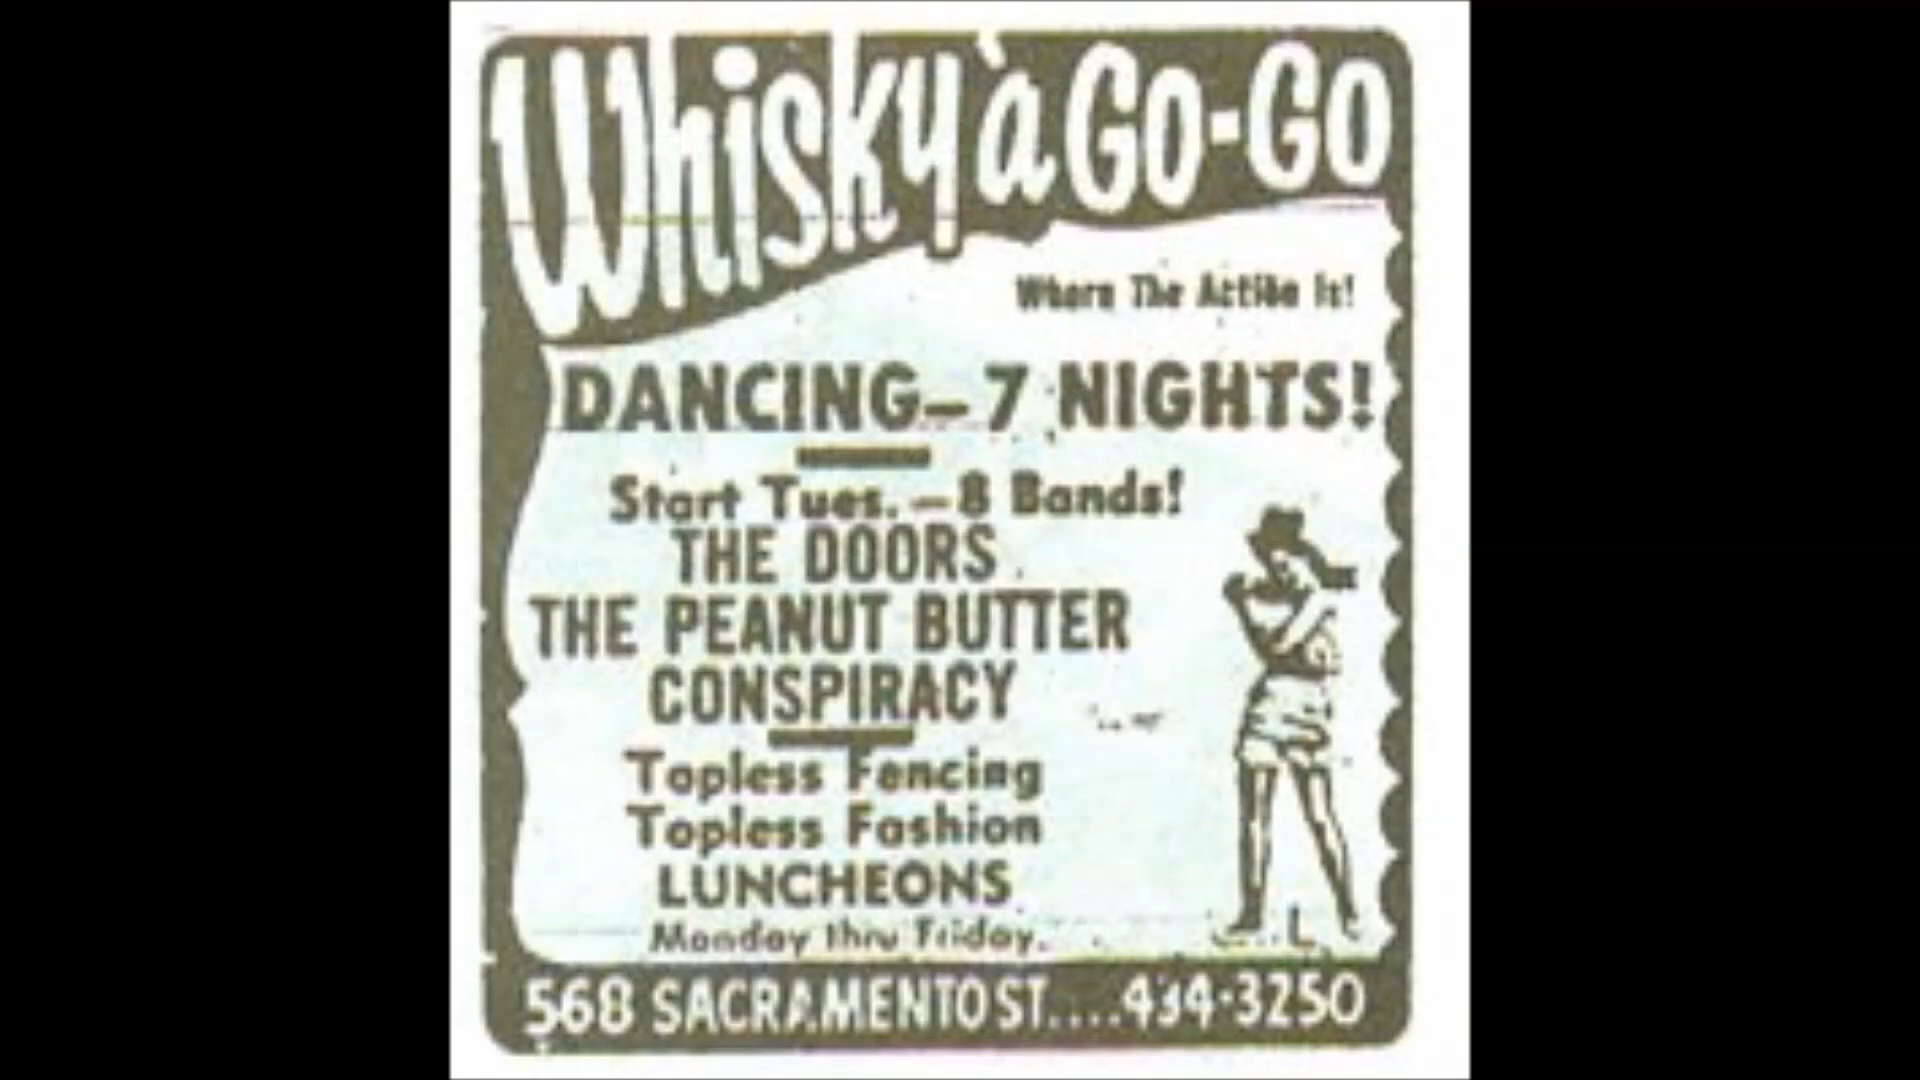 Whisky à Go-Go
Where The Action Is!
DANCING—7 NIGHTS!
Start Tues.—8 Bands!
THE DOORS
THE PEANUT BUTTER
CONSPIRACY
Topless Fencing
Topless Fashion
LUNCHEONS
Monday thru Friday.
568 SACRAMENTO ST....434-3250